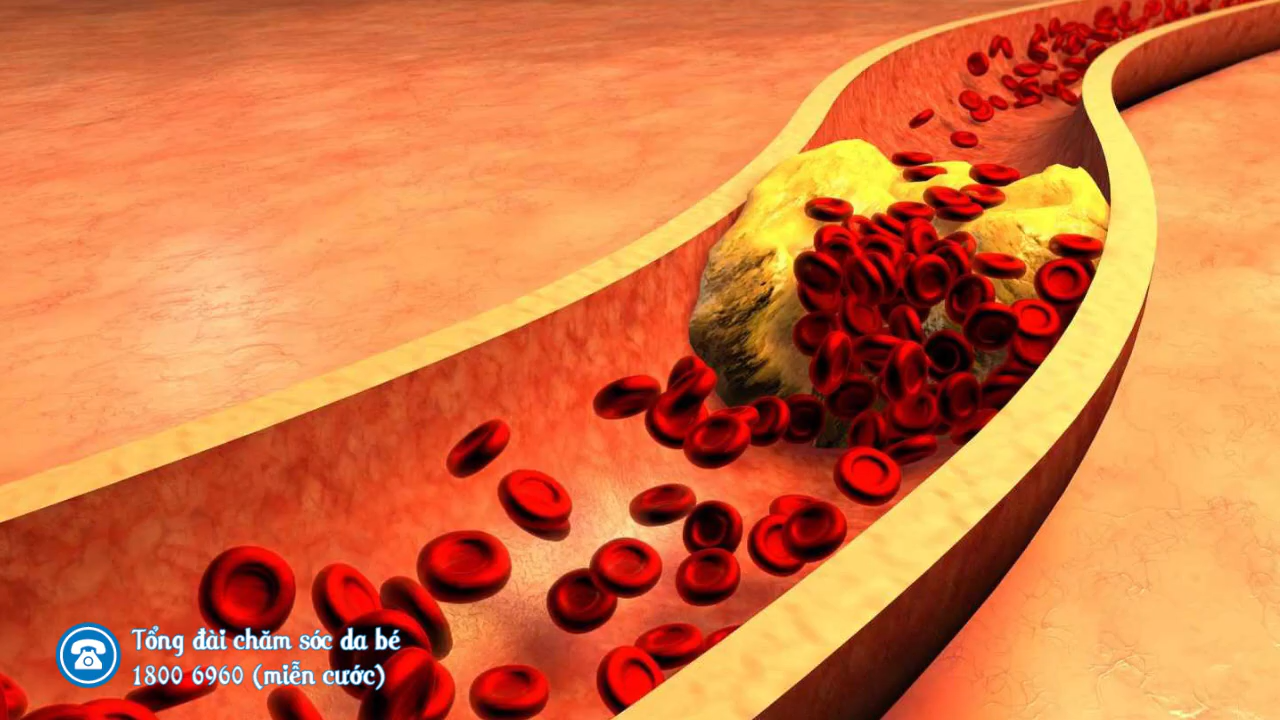 Tổng đài chăm sóc da bé
1800 6960 (miễn cước)